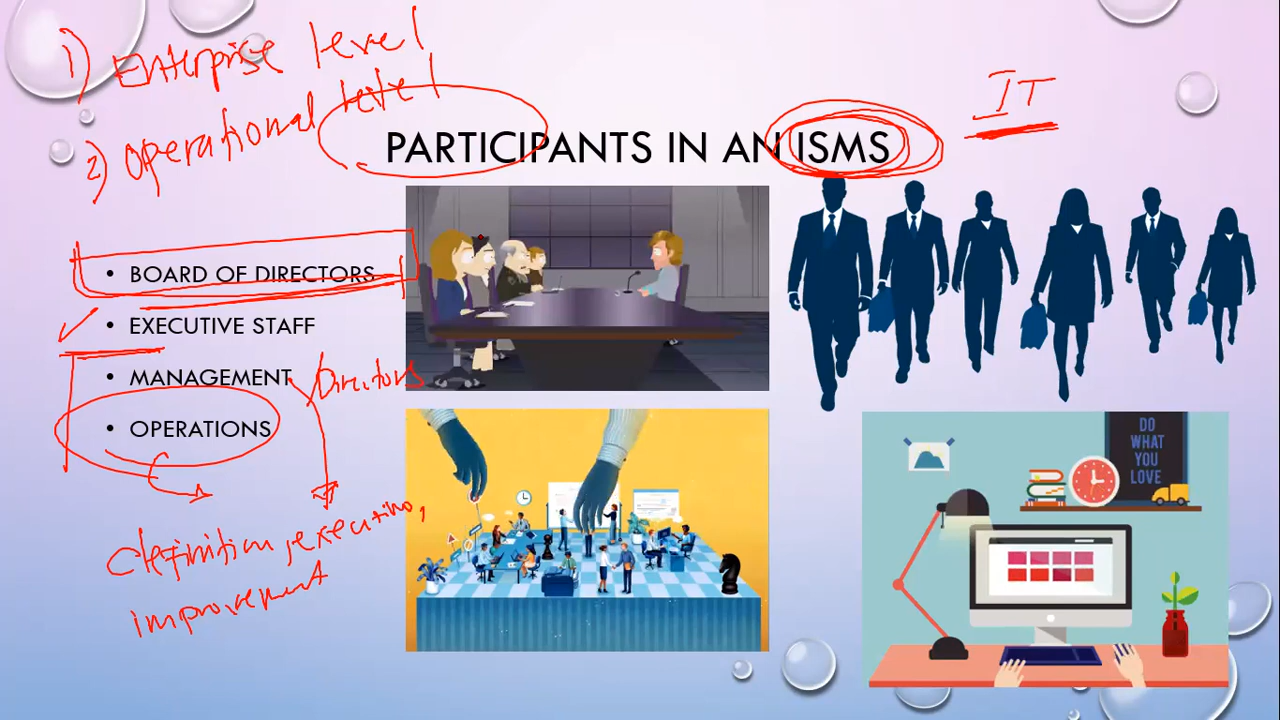 1) Enterprise level
2) Operational level
IT
PARTICIPANTS IN AN ISMS
• BOARD OF DIRECTORS
• EXECUTIVE STAFF
• MANAGEMENT
Directors
• OPERATIONS
Definition, execution,
improvement
DO
WHAT
YOU
LOVE